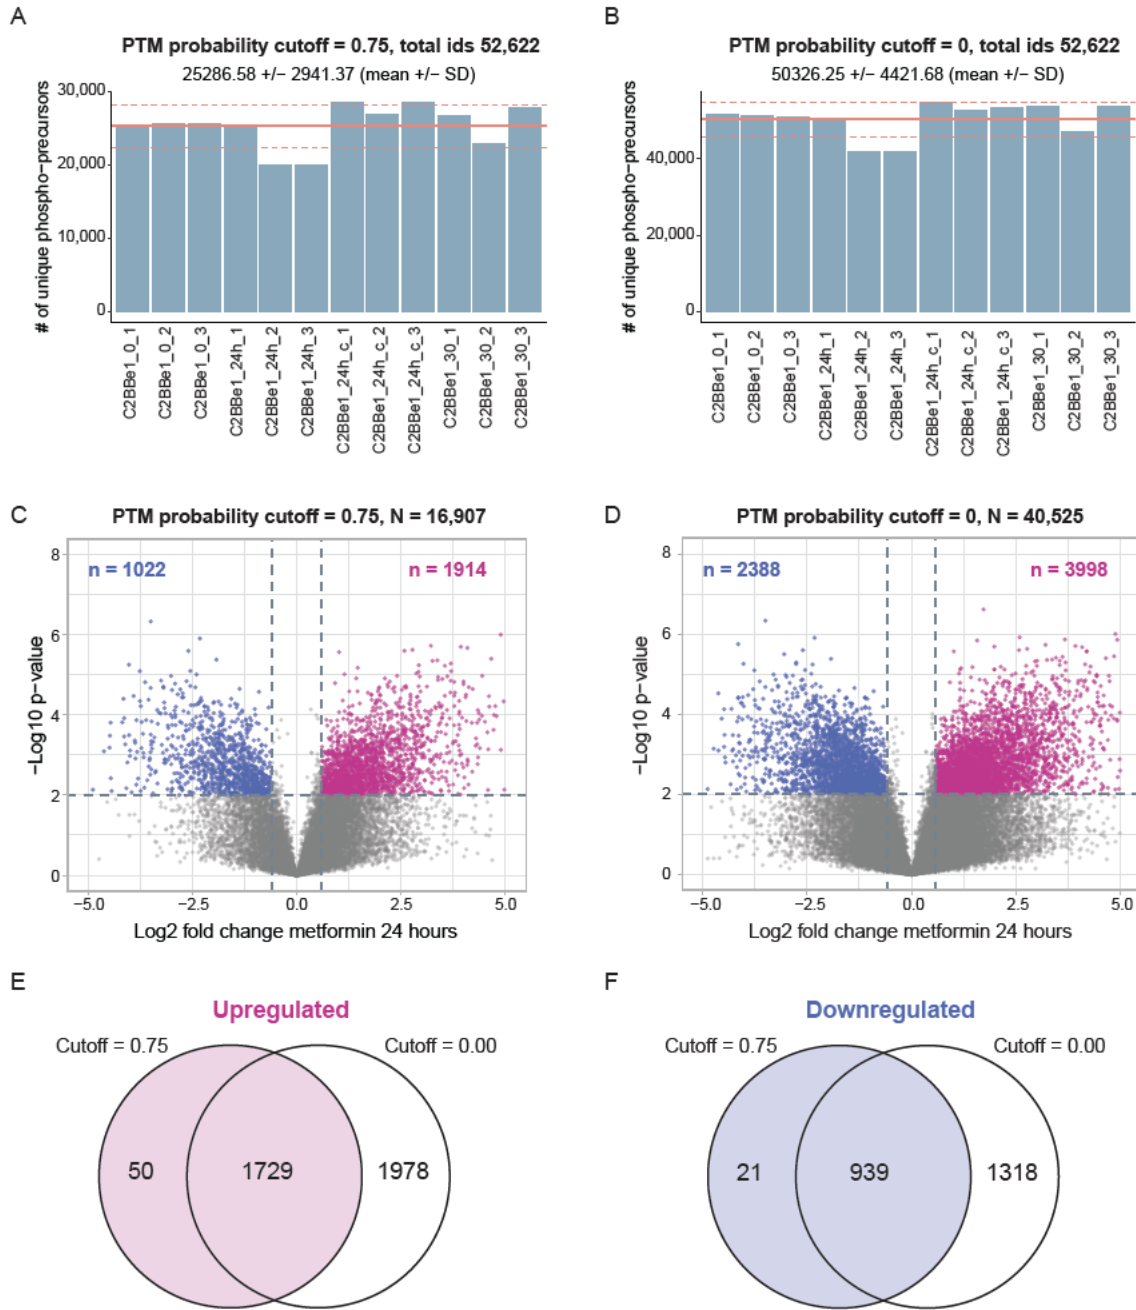 A
PTM probability cutoff = 0.75, total ids 52,622
25286.58 +/− 2941.37 (mean +/− SD)
# of unique phospho-precursors
30,000
20,000
10,000
0
C2BBe1_0_1
C2BBe1_0_2
C2BBe1_0_3
C2BBe1_24h_1
C2BBe1_24h_2
C2BBe1_24h_3
C2BBe1_24h_c_1
C2BBe1_24h_c_2
C2BBe1_24h_c_3
C2BBe1_30_1
C2BBe1_30_2
C2BBe1_30_3
B
PTM probability cutoff = 0, total ids 52,622
50326.25 +/− 4421.68 (mean +/− SD)
# of unique phospho-precursors
40,000
20,000
0
C2BBe1_0_1
C2BBe1_0_2
C2BBe1_0_3
C2BBe1_24h_1
C2BBe1_24h_2
C2BBe1_24h_3
C2BBe1_24h_c_1
C2BBe1_24h_c_2
C2BBe1_24h_c_3
C2BBe1_30_1
C2BBe1_30_2
C2BBe1_30_3
C
PTM probability cutoff = 0.75, N = 16,907
n = 1022
n = 1914
−Log10 p−value
8
6
4
2
0
−5.0 −2.5 0.0 2.5 5.0
Log2 fold change metformin 24 hours
D
PTM probability cutoff = 0, N = 40,525
n = 2388
n = 3998
−Log10 p−value
8
6
4
2
0
−5.0 −2.5 0.0 2.5 5.0
Log2 fold change metformin 24 hours
E
Upregulated
Cutoff = 0.75
Cutoff = 0.00
50
1729
1978
F
Downregulated
Cutoff = 0.75
Cutoff = 0.00
21
939
1318